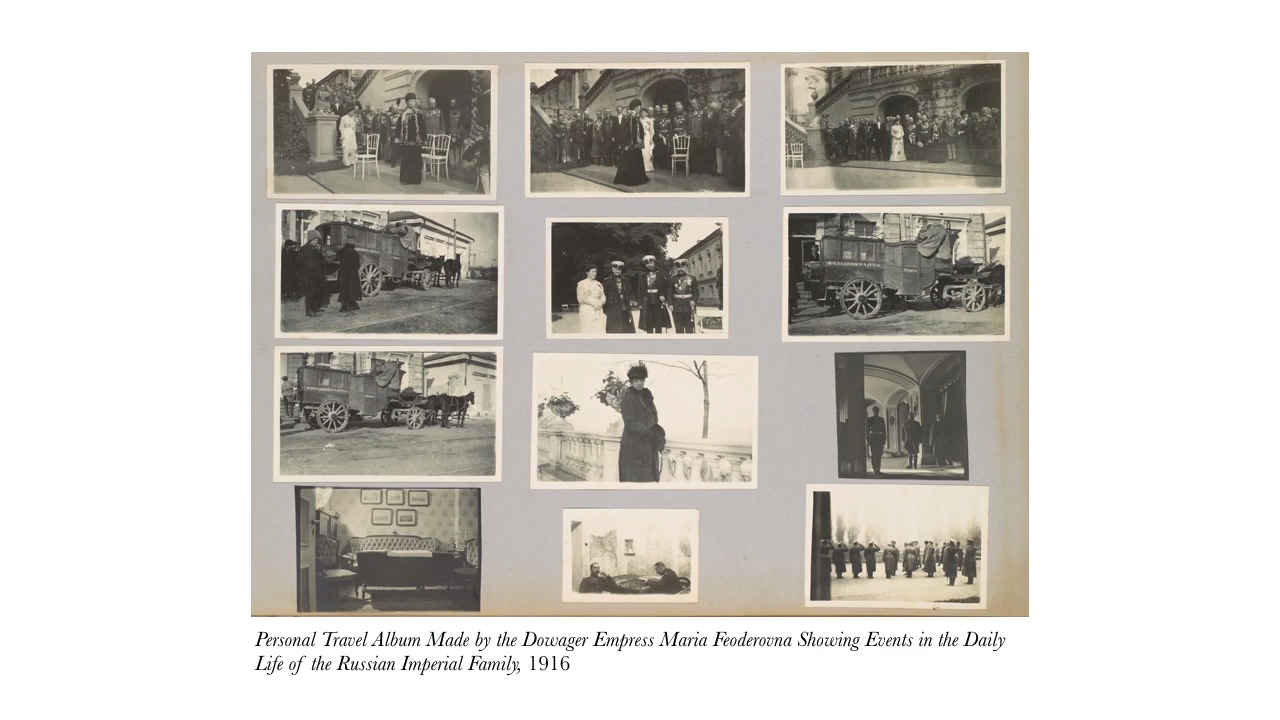 Personal Travel Album Made by the Dowager Empress Maria Feoderovna Showing Events in the Daily
Life of the Russian Imperial Family, 1916